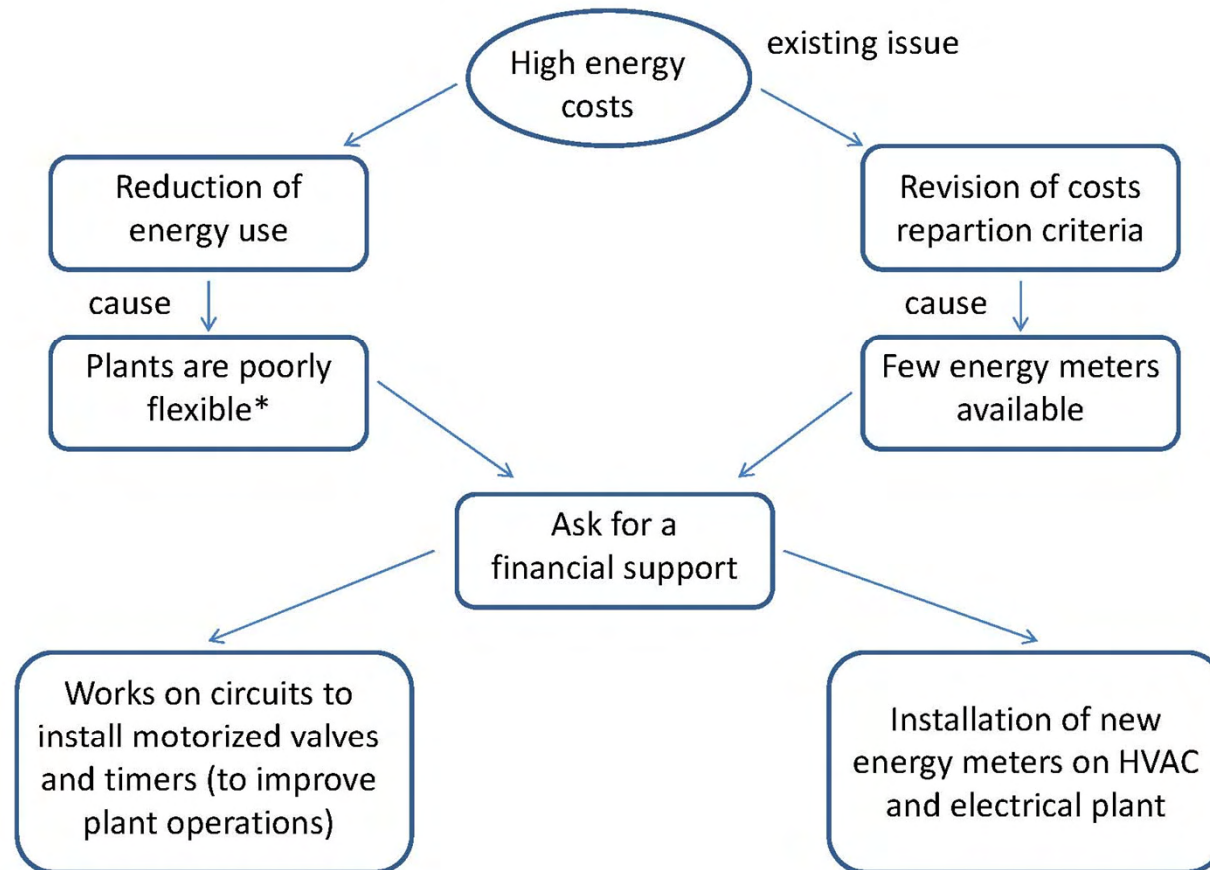 existing issue
High energy
costs
Reduction of
energy use
Revision of costs
repartion criteria
cause
cause
Plants are poorly
flexible*
Few energy meters
available
Ask for a
financial support
Works on circuits to
install motorized valves
and timers (to improve
plant operations)
Installation of new
energy meters on HVAC
and electrical plant